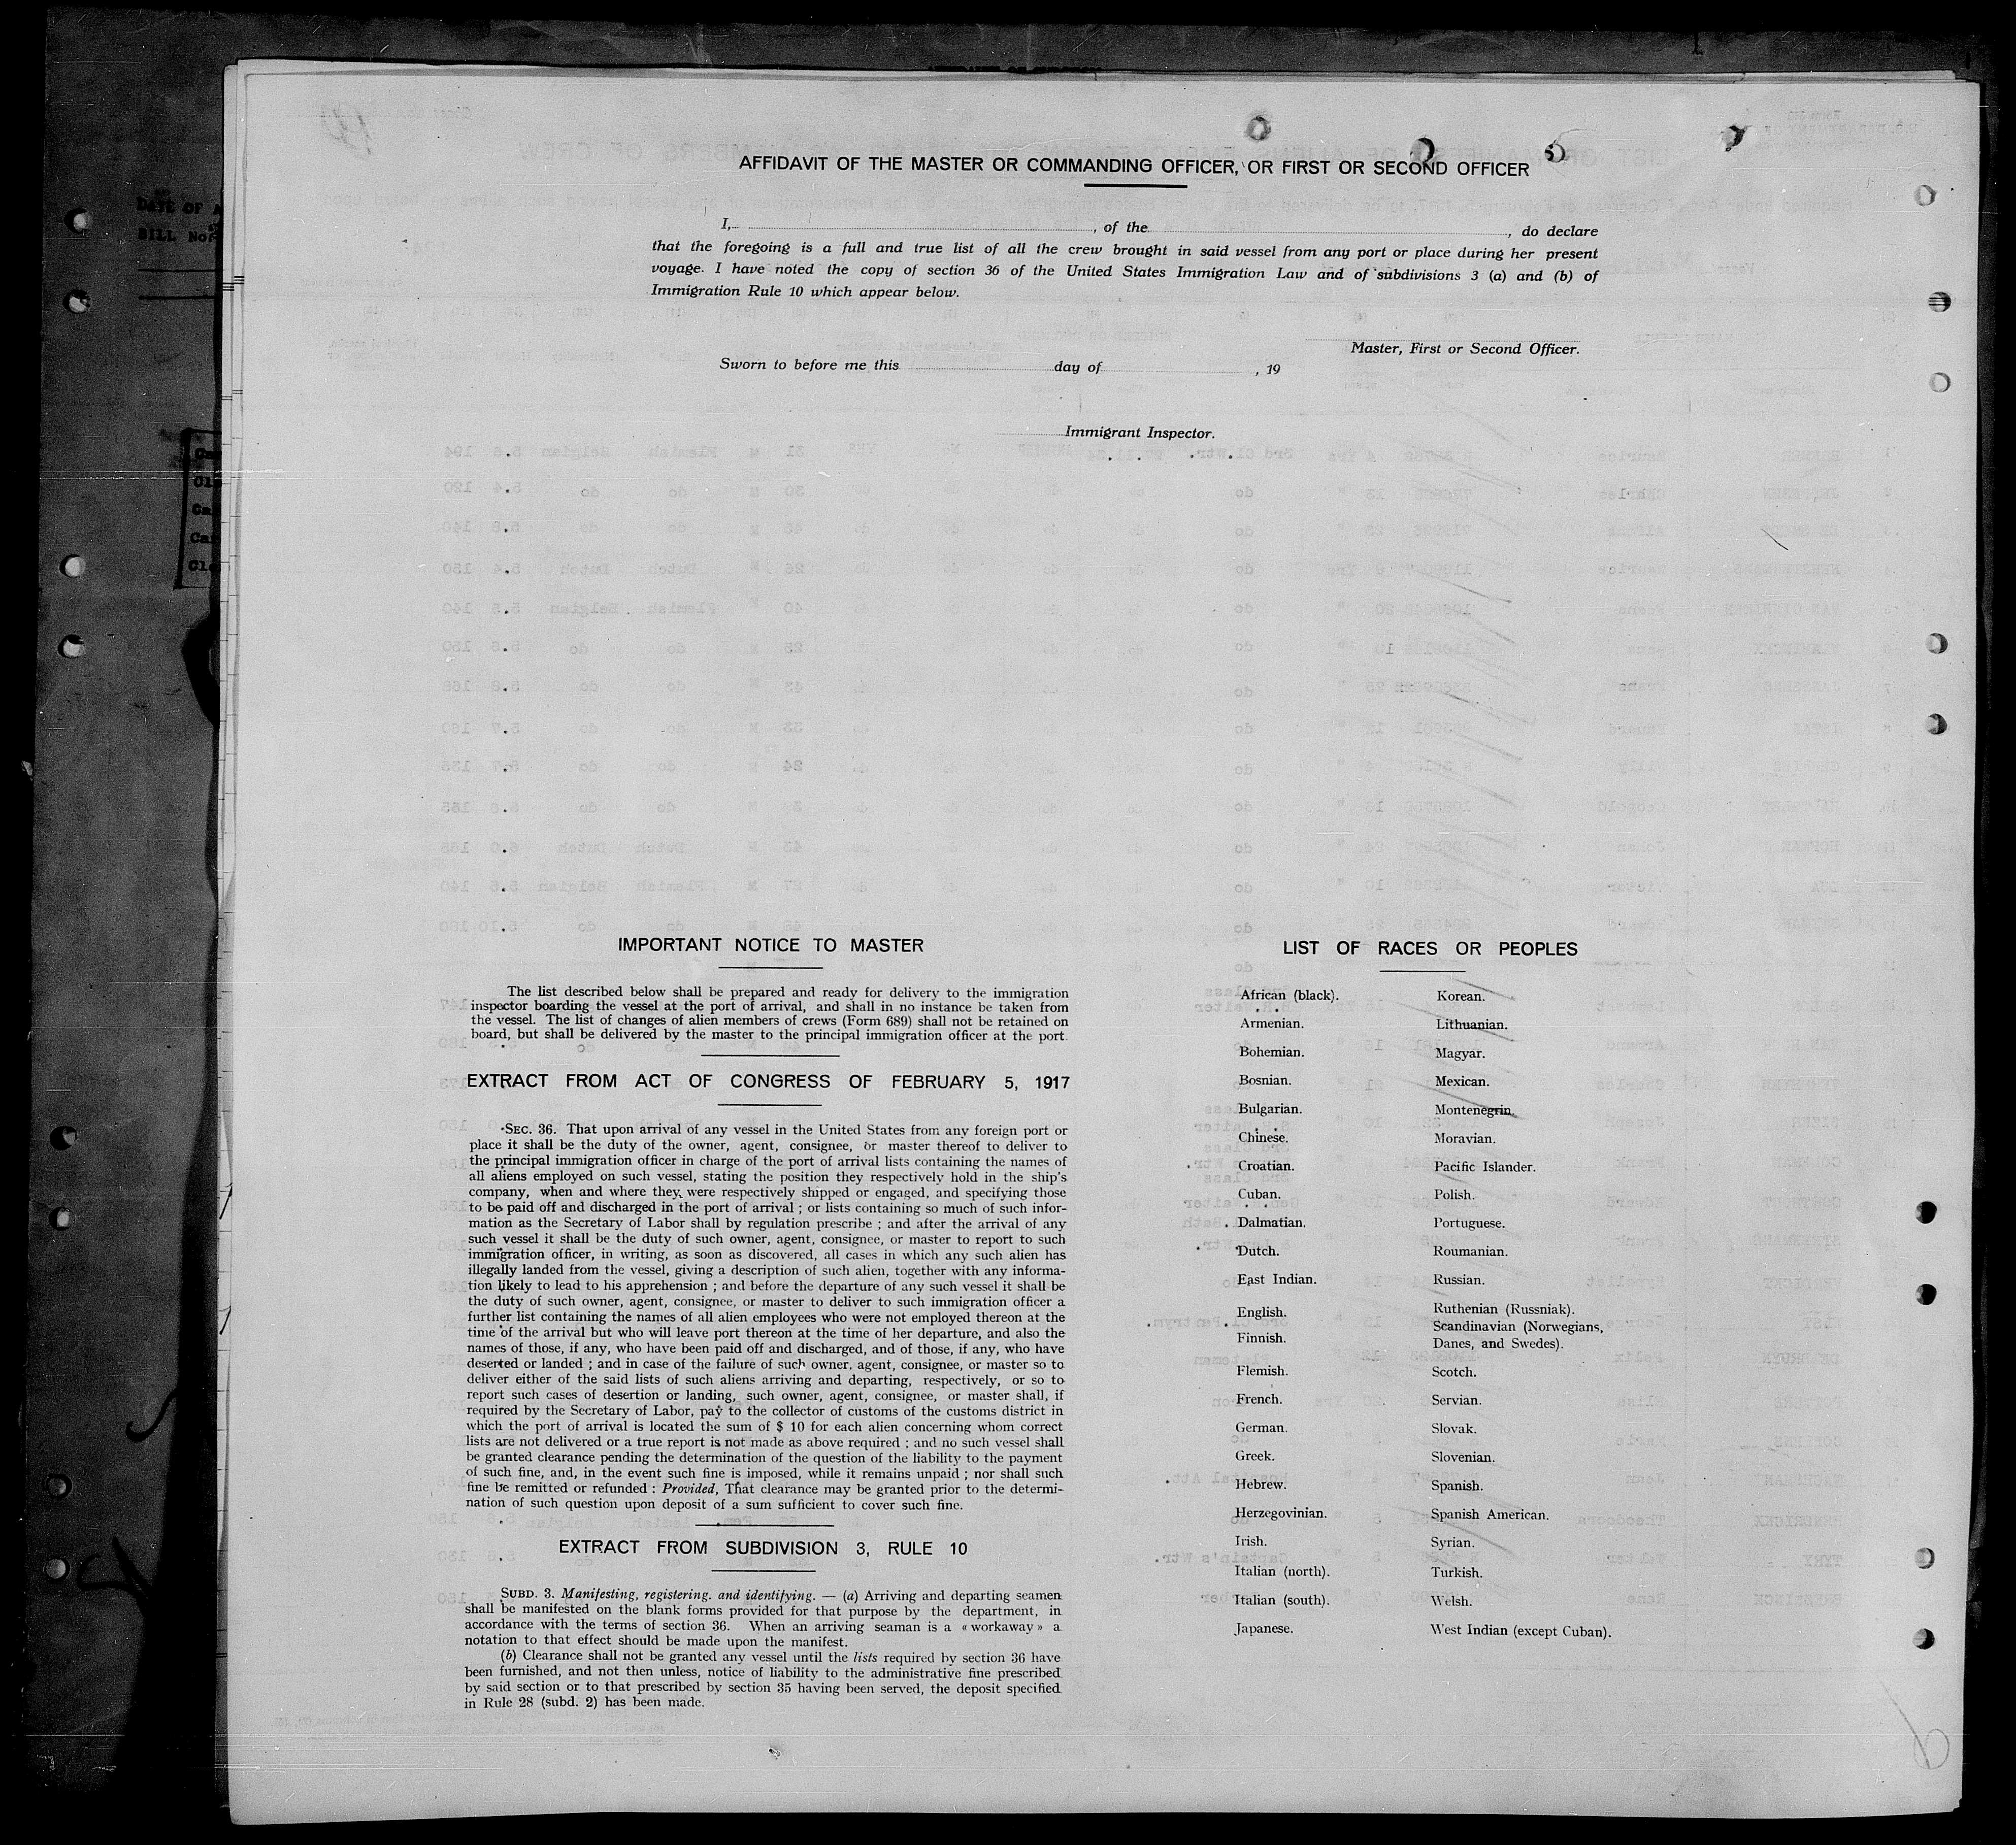 AFFIDAVIT OF THE MASTER OR COMMANDING OFFICER, OR FIRST OR SECOND OFFICER
I, , of the , do declare
that the foregoing is a full and true list of all the crew brought in said vessel from any port or place during her present
voyage. I have noted the copy of section 36 of the United States Immigration Law and of subdivisions 3 (a) and (b) of
Immigration Rule 10 which appear below.
Master, First or Second Officer.
Sworn to before me this day of , 19
Immigrant Inspector.
IMPORTANT NOTICE TO MASTER
The list described below shall be prepared and ready for delivery to the immigration
inspector boarding the vessel at the port of arrival, and shall in no instance be taken from
the vessel. The list of changes of alien members of crews (Form 689) shall not be retained on
board, but shall be delivered by the master to the principal immigration officer at the port
EXTRACT FROM ACT OF CONGRESS OF FEBRUARY 5, 1917
SEC. 36. That upon arrival of any vessel in the United States from any foreign port or
place it shall be the duty of the owner, agent, consignee, or master thereof to deliver to
the principal immigration officer in charge of the port of arrival lists containing the names of
all aliens employed on such vessel, stating the position they respectively hold in the ship's
company, when and where they were respectively shipped or engaged, and specifying those
to be paid off and discharged in the port of arrival ; or lists containing so much of such infor-
mation as the Secretary of Labor shall by regulation prescribe ; and after the arrival of any
such vessel it shall be the duty of such owner, agent, consignee, or master to report to such
immigration officer, in writing, as soon as discovered, all cases in which any such alien has
illegally landed from the vessel, giving a description of such alien, together with any informa-
tion likely to lead to his apprehension ; and before the departure of any such vessel it shall be
the duty of such owner, agent, consignee, or master to deliver to such immigration officer a
further list containing the names of all alien employees who were not employed thereon at the
time of the arrival but who will leave port thereon at the time of her departure, and also the
names of those, if any, who have been paid off and discharged, and of those, if any, who have
deserted or landed ; and in case of the failure of such owner, agent, consignee, or master so to
deliver either of the said lists of such aliens arriving and departing, respectively, or so to
report such cases of desertion or landing, such owner, agent, consignee, or master shall, if
required by the Secretary of Labor, pay to the collector of customs of the customs district in
which the port of arrival is located the sum of $ 10 for each alien concerning whom correct
lists are not delivered or a true report is not made as above required ; and no such vessel shall
be granted clearance pending the determination of the question of the liability to the payment
of such fine, and, in the event such fine is imposed, while it remains unpaid ; nor shall such
fine be remitted or refunded : Provided, That clearance may be granted prior to the determi-
nation of such question upon deposit of a sum sufficient to cover such fine.
EXTRACT FROM SUBDIVISION 3, RULE 10
SUBD. 3. Manifesting, registering. and identifying. — (a) Arriving and departing seamen
shall be manifested on the blank forms provided for that purpose by the department, in
accordance with the terms of section 36. When an arriving seaman is a « workaway » a
notation to that effect should be made upon the manifest.
(b) Clearance shall not be granted any vessel until the lists required by section 36 have
been furnished, and not then unless, notice of liability to the administrative fine prescribed
by said section or to that prescribed by section 35 having been served, the deposit specified
in Rule 28 (subd. 2) has been made.
LIST OF RACES OR PEOPLES
African (black).
Armenian.
Bohemian.
Bosnian.
Bulgarian.
Chinese.
Croatian.
Cuban.
Dalmatian.
Dutch.
East Indian.
English.
Finnish.
Flemish.
French.
German.
Greek.
Hebrew.
Herzegovinian.
Irish.
Italian (north).
Italian (south).
Japanese.
Korean.
Lithuanian.
Magyar.
Mexican.
Montenegrin.
Moravian.
Pacific Islander.
Polish.
Portuguese.
Roumanian.
Russian.
Ruthenian (Russniak).
Scandinavian (Norwegians,
Danes, and Swedes).
Scotch.
Servian.
Slovak.
Slovenian.
Spanish.
Spanish American.
Syrian.
Turkish.
Welsh.
West Indian (except Cuban).